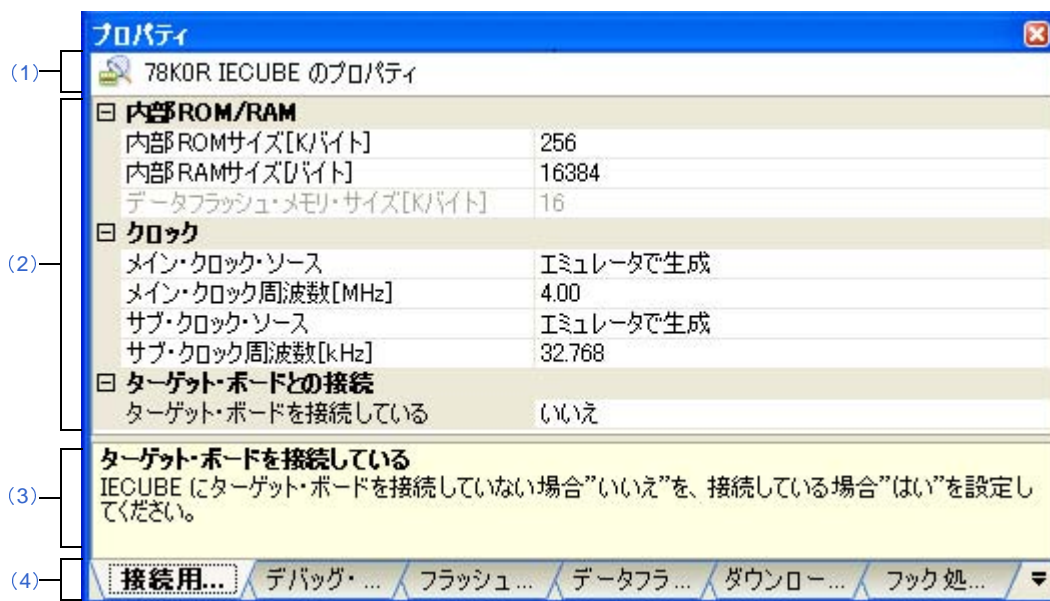 プロパティ
(1)
78K0R IECUBE のプロパティ
(2)
内部ROM/RAM
内部ROMサイズ[Kバイト] 256
内部RAMサイズ[バイト] 16384
データフラッシュ・メモリ・サイズ[Kバイト] 16
クロック
メイン・クロック・ソース エミュレータで生成
メイン・クロック周波数[MHz] 4.00
サブ・クロック・ソース エミュレータで生成
サブ・クロック周波数[kHz] 32.768
ターゲット・ボードとの接続
ターゲット・ボードを接続している いいえ
(3)
ターゲット・ボードを接続している
IECUBE にターゲット・ボードを接続していない場合”いいえ”を、接続している場合”はい”を設定し
てください。
(4)
接続用... デバッグ・ ... フラッシュ ... データフラ ... ダウンロー... フック処...